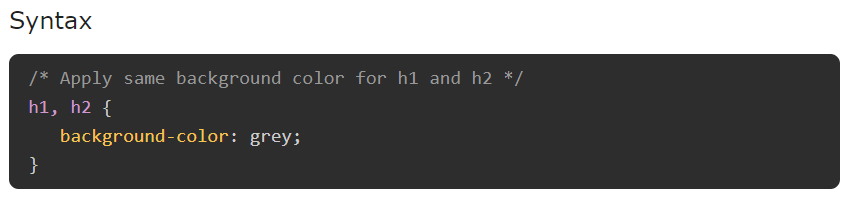 Syntax
/* Apply same background color for h1 and h2 */
h1, h2 {
   background-color: grey;
}